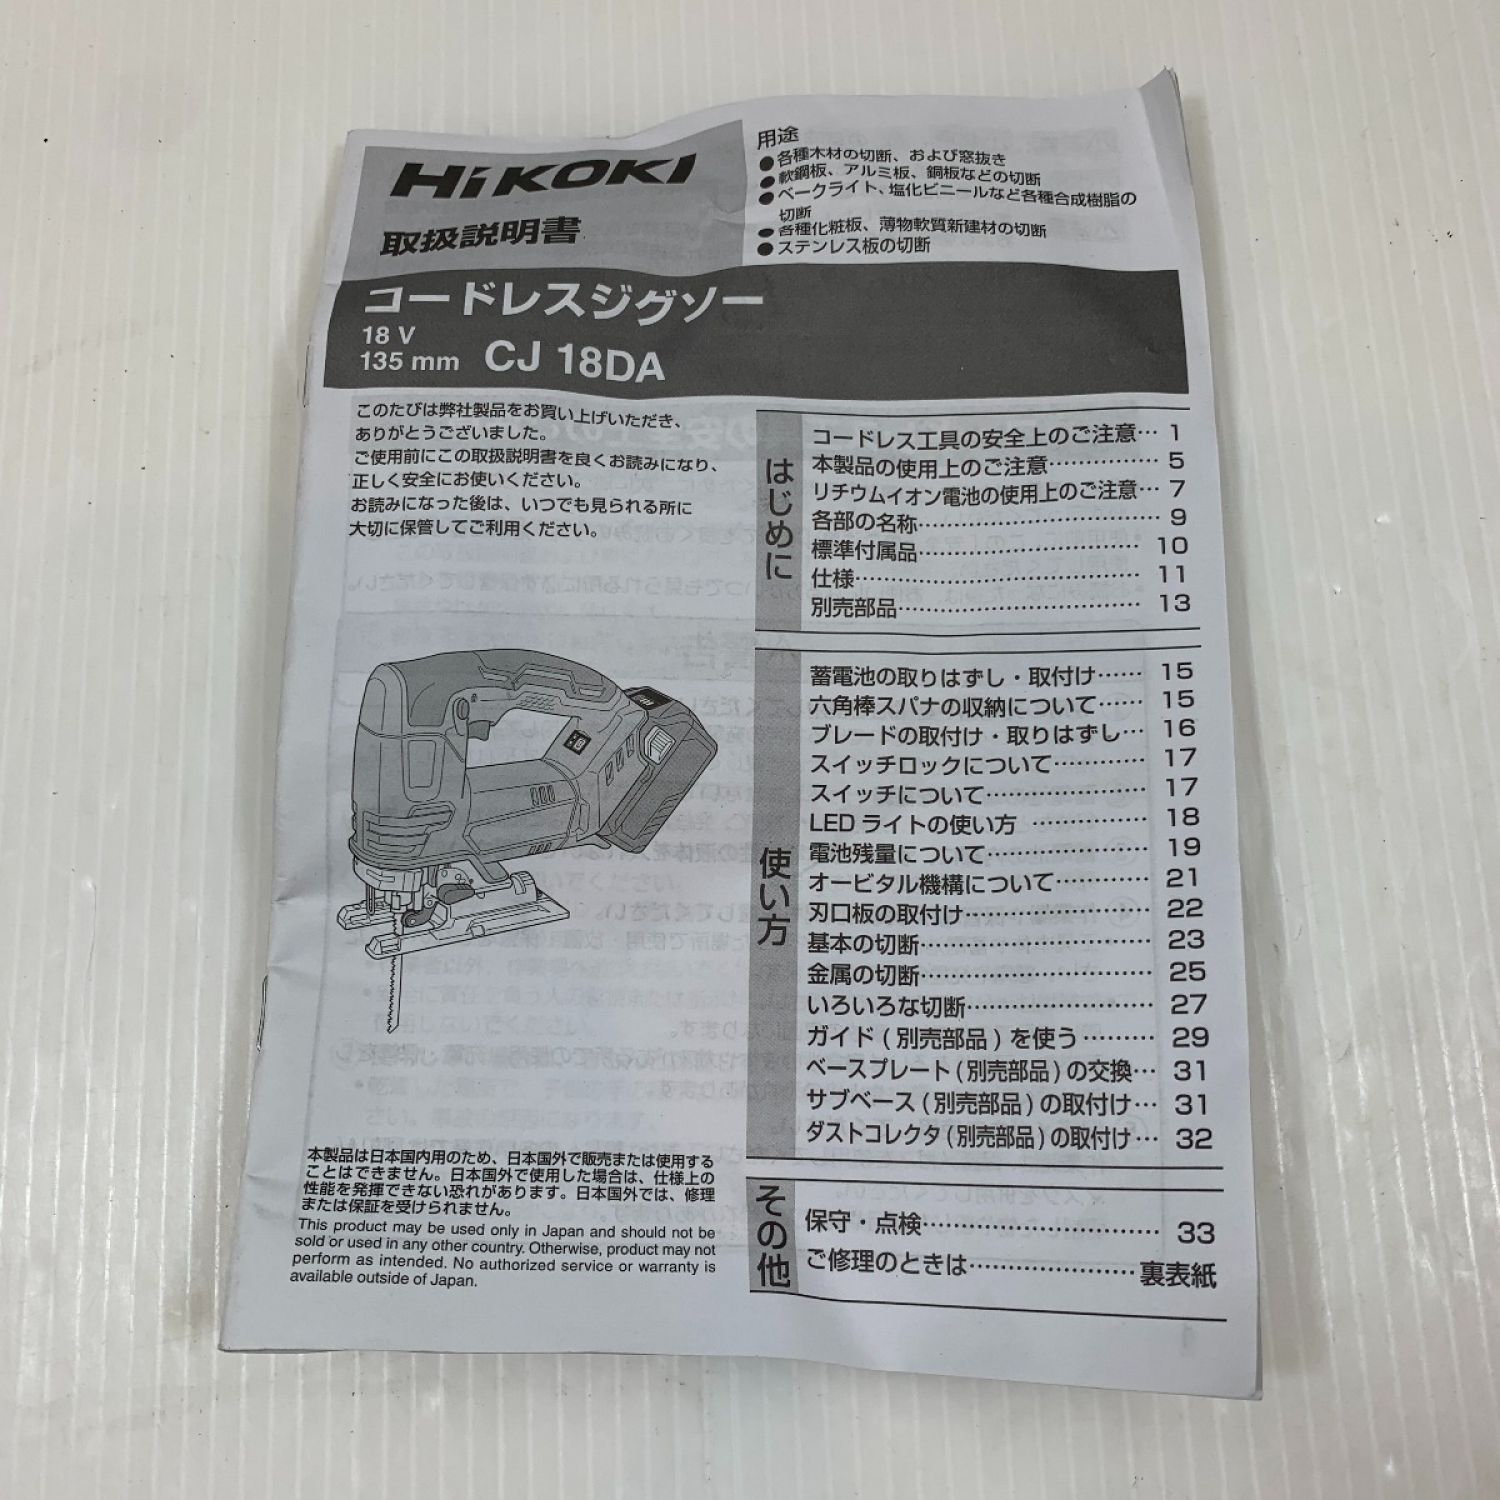 HiKOKI
取扱説明書
用途
●各種木材の切断、および窓抜き
●軟鋼板、アルミ板、銅板などの切断
●ベークライト、塩化ビニールなど各種合成樹脂の
切断
●各種化粧板、薄物軟質新建材の切断
●ステンレス板の切断
コードレスジグソー
18 V
135 mm CJ 18DA
このたびは弊社製品をお買い上げいただき、
ありがとうございました。
ご使用前にこの取扱説明書を良くお読みになり、
正しく安全にお使いください。
お読みになった後は、いつでも見られる所に
大切に保管してご利用ください。
本製品は日本国内用のため、日本国外で販売または使用する
ことはできません。日本国外で使用した場合は、仕様上の
性能を発揮できない恐れがあります。日本国外では、修理
または保証を受けられません。
This product may be used only in Japan and should not be
sold or used in any other country. Otherwise, product may not
perform as intended. No authorized service or warranty is
available outside of Japan.
はじめに
コードレス工具の安全上のご注意… 1
本製品の使用上のご注意…………… 5
リチウムイオン電池の使用上のご注意… 7
各部の名称…………………………… 9
標準付属品…………………………… 10
仕様…………………………………… 11
別売部品……………………………… 13
使い方
蓄電池の取りはずし・取付け…… 15
六角棒スパナの収納について…… 15
ブレードの取付け・取りはずし… 16
スイッチロックについて………… 17
スイッチについて………………… 17
LED ライトの使い方 …………… 18
電池残量について………………… 19
オービタル機構について………… 21
刃口板の取付け…………………… 22
基本の切断………………………… 23
金属の切断………………………… 25
いろいろな切断…………………… 27
ガイド (別売部品) を使う……… 29
ベースプレート(別売部品)の交換… 31
サブベース (別売部品) の取付け… 31
ダストコレクタ (別売部品) の取付け… 32
その他
保守・点検………………………… 33
ご修理のときは………………… 裏表紙